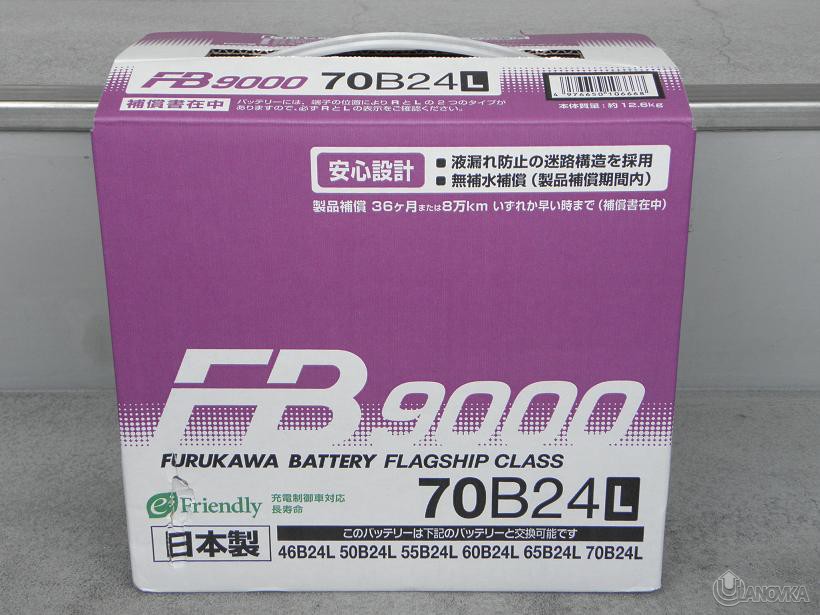 FB 9000 70B24L
補償書在中
バッテリーには、端子の位置によりRとLの2つのタイプが
ありますので、必ずRとLの表示をご確認ください。
4 976650 106668
本体質量:約12.6kg
安心設計
■ 液漏れ防止の迷路構造を採用
■ 無補水補償(製品補償期間内)
製品補償 36ヶ月または8万km いずれか早い時まで(補償書在中)
FB 9000
FURUKAWA BATTERY FLAGSHIP CLASS
70B24L
e Friendly
充電制御車対応
長寿命
日本製
このバッテリーは下記のバッテリーと交換可能です
46B24L 50B24L 55B24L 60B24L 65B24L 70B24L
ULANOVKA